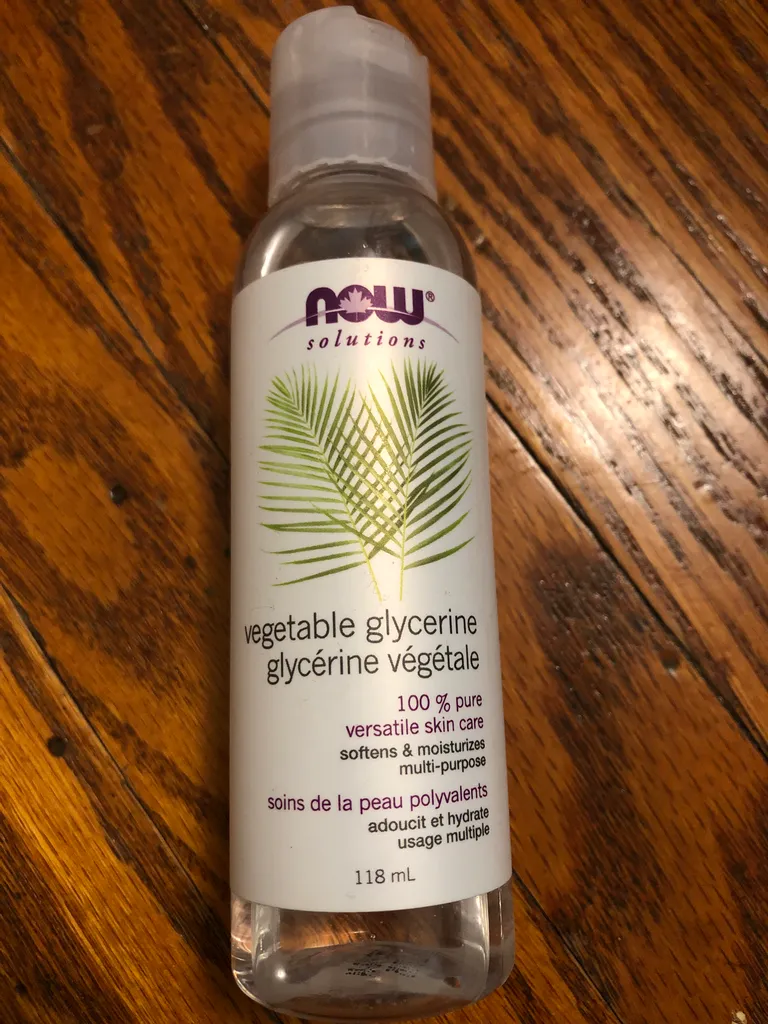 now®
solutions
vegetable glycerine
glycérine végétale
100 % pure
versatile skin care
softens & moisturizes
multi-purpose
soins de la peau polyvalents
adoucit et hydrate
usage multiple
118 mL